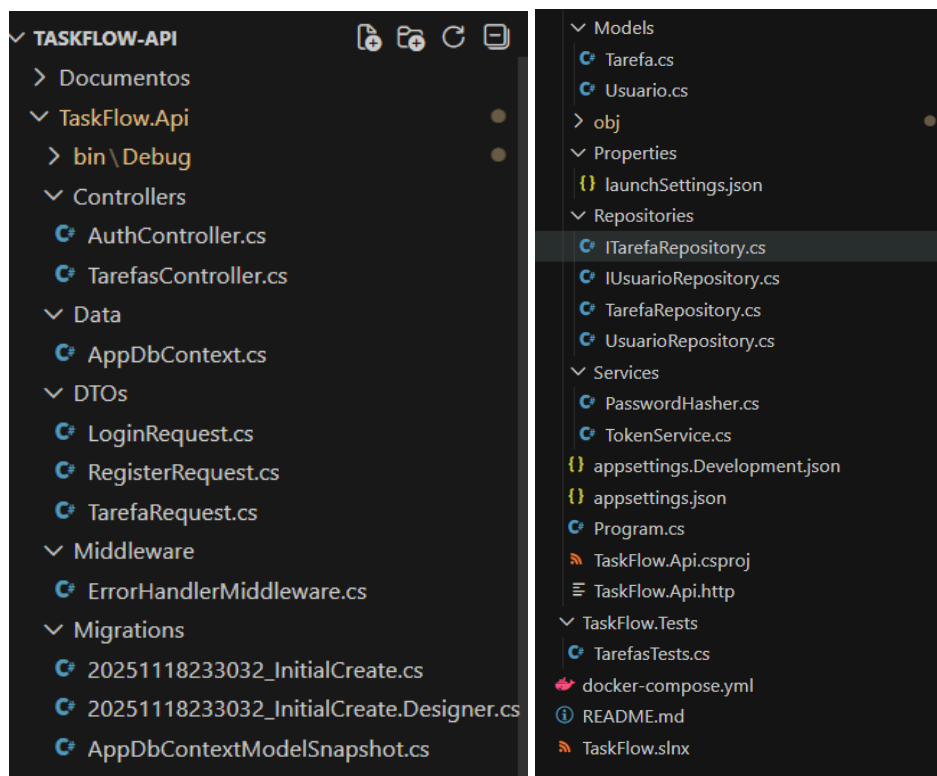 TASKFLOW-API
Documentos
TaskFlow.Api
bin\Debug
Controllers
C# AuthController.cs
C# TarefasController.cs
Data
C# AppDbContext.cs
DTOs
C# LoginRequest.cs
C# RegisterRequest.cs
C# TarefaRequest.cs
Middleware
C# ErrorHandlerMiddleware.cs
Migrations
C# 20251118233032_InitialCreate.cs
C# 20251118233032_InitialCreate.Designer.cs
C# AppDbContextModelSnapshot.cs
Models
C# Tarefa.cs
C# Usuario.cs
obj
Properties
{} launchSettings.json
Repositories
C# ITarefaRepository.cs
C# IUsuarioRepository.cs
C# TarefaRepository.cs
C# UsuarioRepository.cs
Services
C# PasswordHasher.cs
C# TokenService.cs
{} appsettings.Development.json
{} appsettings.json
C# Program.cs
TaskFlow.Api.csproj
TaskFlow.Api.http
TaskFlow.Tests
C# TarefasTests.cs
docker-compose.yml
README.md
TaskFlow.slnx